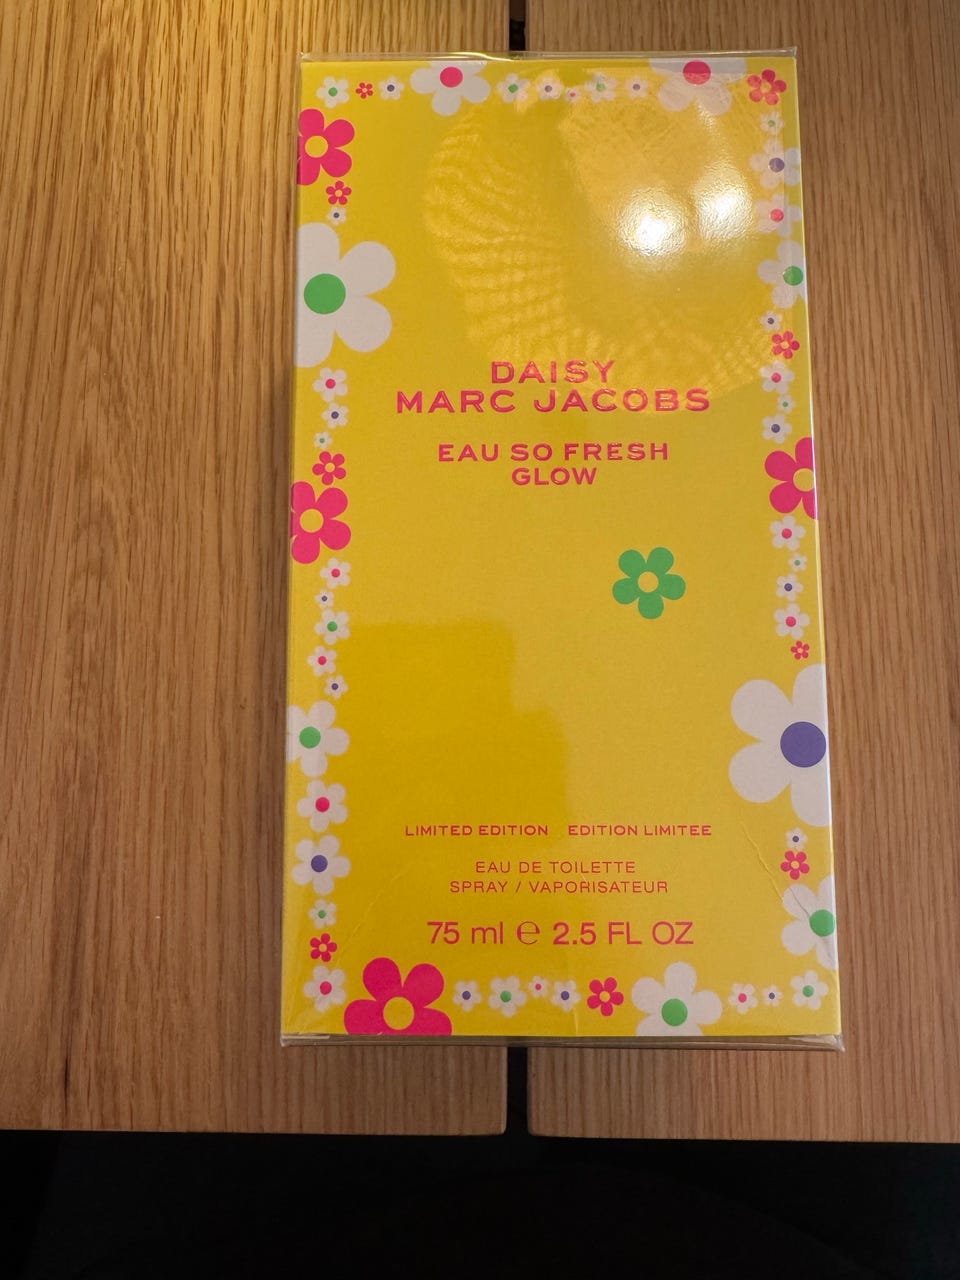 DAISY
MARC JACOBS
EAU SO FRESH
GLOW
LIMITED EDITION EDITION LIMITEE
EAU DE TOILETTE
SPRAY / VAPORISATEUR
75 ml ℮ 2.5 FL OZ